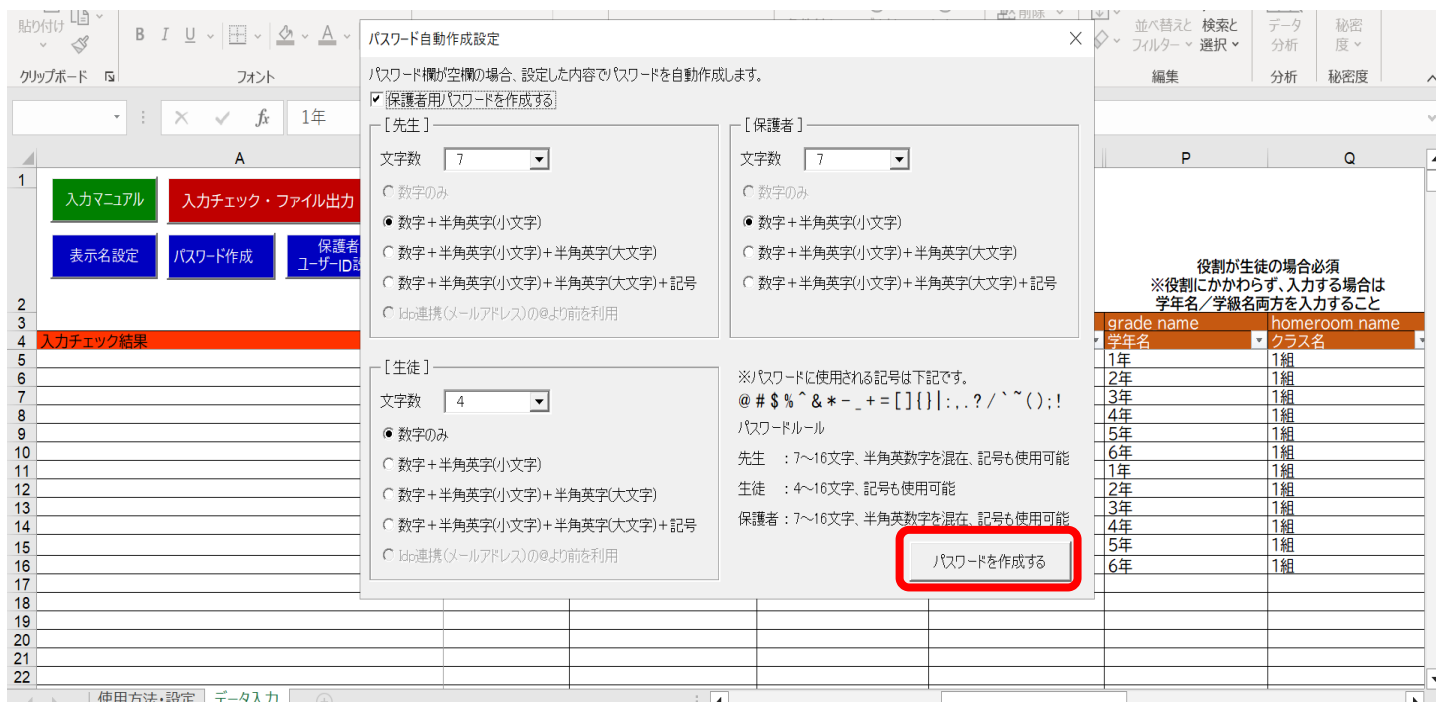 貼り付け
B I U A
クリップボード
フォント
削除
並べ替えと フィルター
検索と 選択
編集
データ 分析
分析
秘密度
秘密度
fx 1年
A
P Q
パスワード自動作成設定
パスワード欄が空欄の場合、設定した内容でパスワードを自動作成します。
保護者用パスワードを作成する
[先生]
文字数 7
数字のみ
数字+半角英字(小文字)
数字+半角英字(小文字)+半角英字(大文字)
数字+半角英字(小文字)+半角英字(大文字)+記号
Idp連携(メールアドレス)の@より前を利用
[保護者]
文字数 7
数字のみ
数字+半角英字(小文字)
数字+半角英字(小文字)+半角英字(大文字)
数字+半角英字(小文字)+半角英字(大文字)+記号
[生徒]
文字数 4
数字のみ
数字+半角英字(小文字)
数字+半角英字(小文字)+半角英字(大文字)
数字+半角英字(小文字)+半角英字(大文字)+記号
Idp連携(メールアドレス)の@より前を利用
※パスワードに使用される記号は下記です。
@ # $ % ^ & * - _ + = [ ] { } | : , . ? / ` ~ ( ) ; !
パスワードルール
先生 :7~16文字、半角英数字を混在、記号も使用可能
生徒 :4~16文字、記号も使用可能
保護者:7~16文字、半角英数字を混在、記号も使用可能
パスワードを作成する
1
入力マニュアル
入力チェック・ファイル出力
表示名設定
パスワード作成
保護者
ユーザーID設
役割が生徒の場合必須
※役割にかかわらず、入力する場合は
学年名/学級名両方を入力すること
2
3 grade name homeroom name
4 入力チェック結果 学年名 クラス名
5 1年 1組
6 2年 1組
7 3年 1組
8 4年 1組
9 5年 1組
10 6年 1組
11 1年 1組
12 2年 1組
13 3年 1組
14 4年 1組
15 5年 1組
16 6年 1組
17
18
19
20
21
22
使用方法・設定 データ入力